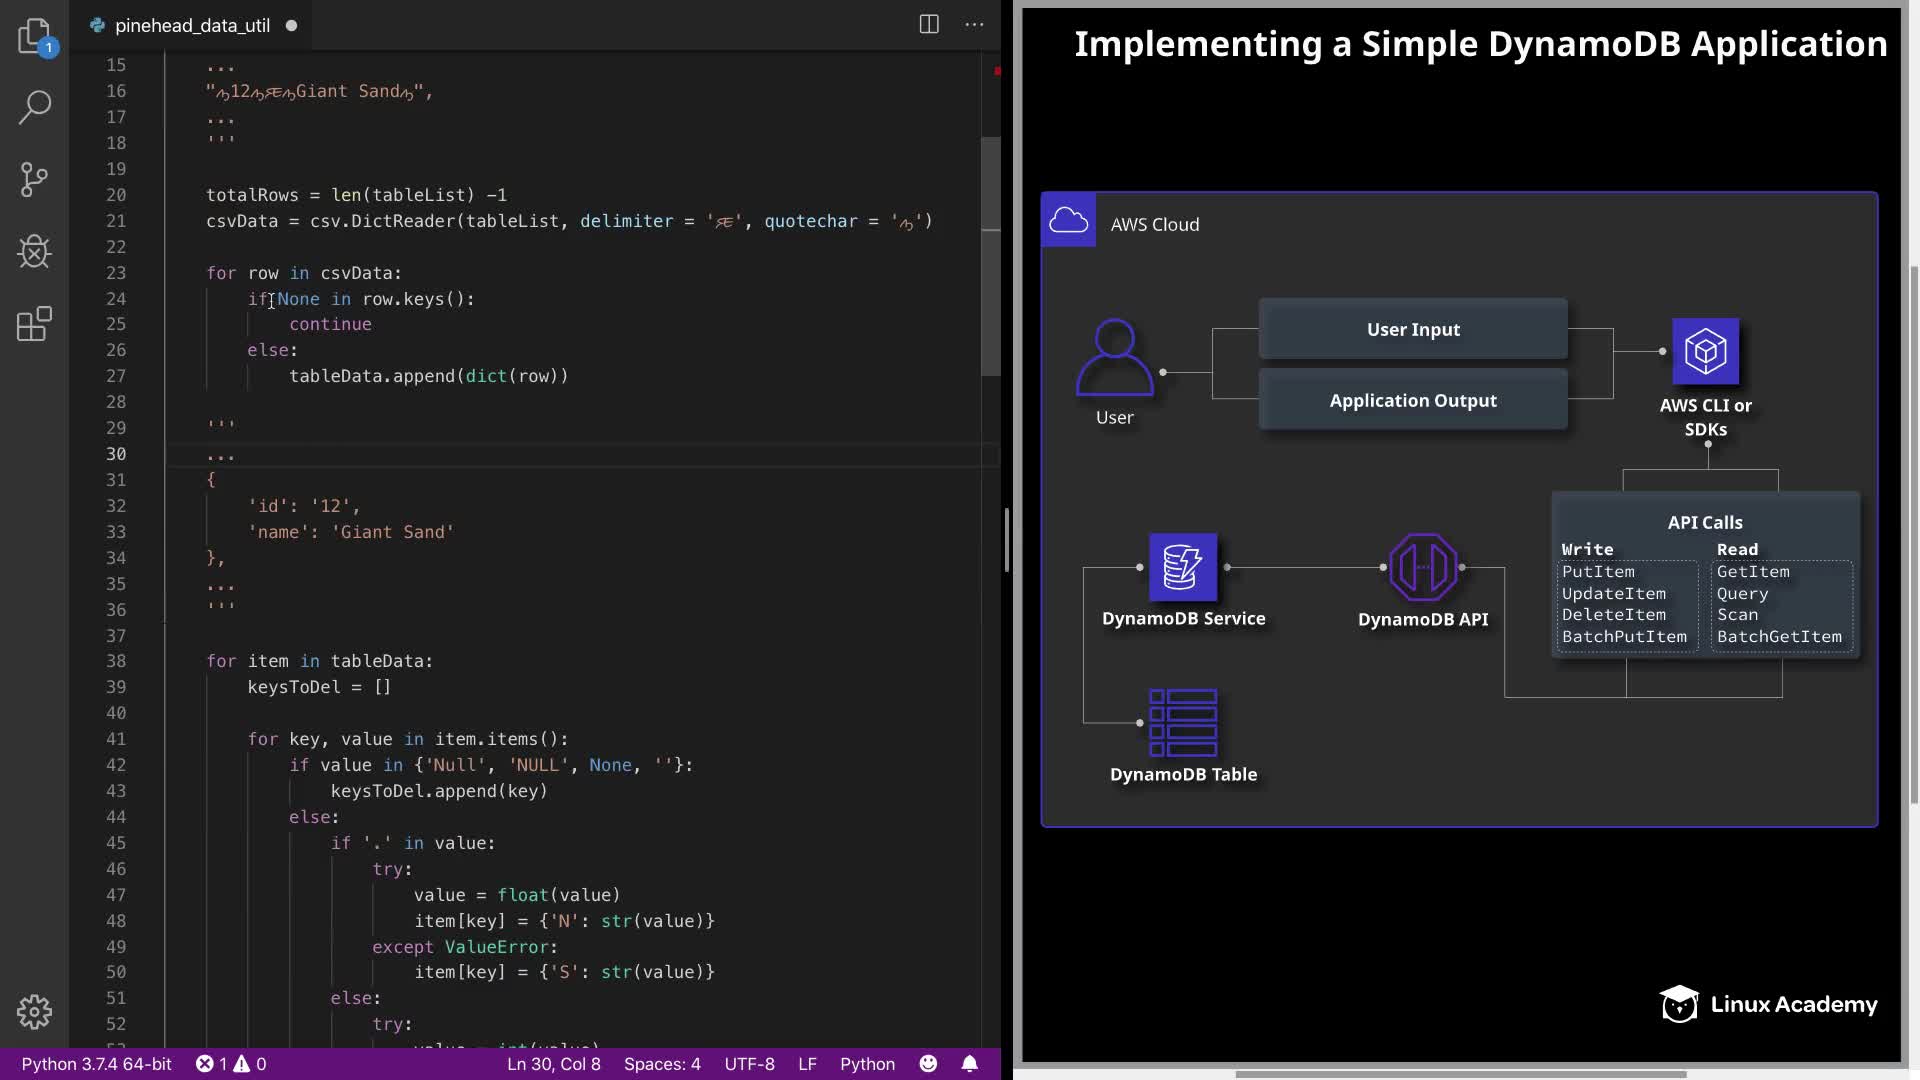 pinehead_data_util
1
15 ...
16 12 Giant Sand
17 ...
18 '''
19
20 totalRows = len(tableList) -1
21 csvData = csv.DictReader(tableList, delimiter = , quotechar = )
22
23 for row in csvData:
24 if None in row.keys():
25 continue
26 else:
27 tableData.append(dict(row))
28
29 '''
30 ...
31 {
32 'id': '12',
33 'name': 'Giant Sand'
34 },
35 ...
36 '''
37
38 for item in tableData:
39 keysToDel = []
40
41 for key, value in item.items():
42 if value in {'Null', 'NULL', None, ''}:
43 keysToDel.append(key)
44 else:
45 if '.' in value:
46 try:
47 value = float(value)
48 item[key] = {'N': str(value)}
49 except ValueError:
50 item[key] = {'S': str(value)}
51 else:
52 try:
Python 3.7.4 64-bit 1 0 Ln 30, Col 8 Spaces: 4 UTF-8 LF Python
Implementing a Simple DynamoDB Application
AWS Cloud
User Input
Application Output
User
AWS CLI or
SDKs
API Calls
Write Read
PutItem GetItem
UpdateItem Query
DeleteItem Scan
BatchPutItem BatchGetItem
DynamoDB Service
DynamoDB API
DynamoDB Table
Linux Academy